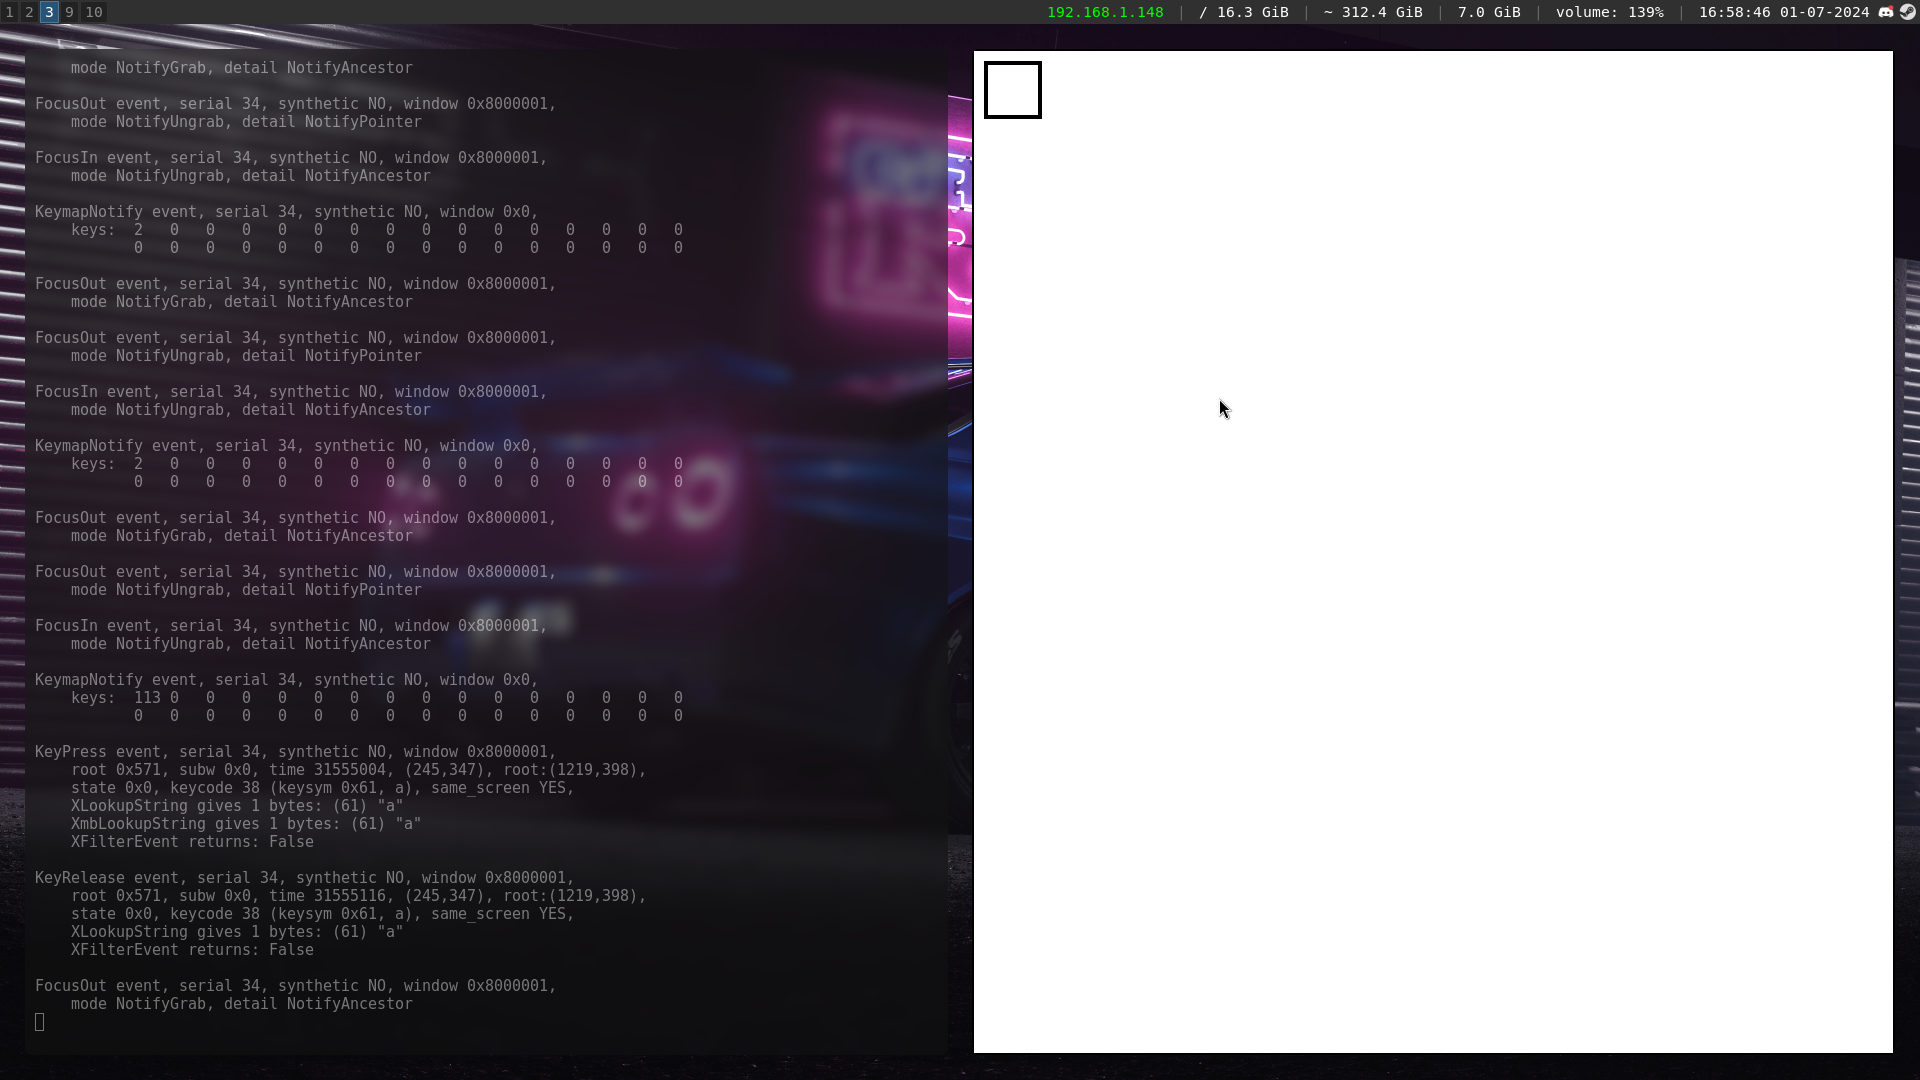 1 2 3 9 10
192.168.1.148 | / 16.3 GiB | ~ 312.4 GiB | 7.0 GiB | volume: 139% | 16:58:46 01-07-2024
mode NotifyGrab, detail NotifyAncestor
FocusOut event, serial 34, synthetic NO, window 0x8000001,
mode NotifyUngrab, detail NotifyPointer
FocusIn event, serial 34, synthetic NO, window 0x8000001,
mode NotifyUngrab, detail NotifyAncestor
KeymapNotify event, serial 34, synthetic NO, window 0x0,
keys: 2 0 0 0 0 0 0 0 0 0 0 0 0 0 0 0
0 0 0 0 0 0 0 0 0 0 0 0 0 0 0 0
FocusOut event, serial 34, synthetic NO, window 0x8000001,
mode NotifyGrab, detail NotifyAncestor
FocusOut event, serial 34, synthetic NO, window 0x8000001,
mode NotifyUngrab, detail NotifyPointer
FocusIn event, serial 34, synthetic NO, window 0x8000001,
mode NotifyUngrab, detail NotifyAncestor
KeymapNotify event, serial 34, synthetic NO, window 0x0,
keys: 2 0 0 0 0 0 0 0 0 0 0 0 0 0 0 0
0 0 0 0 0 0 0 0 0 0 0 0 0 0 0 0
FocusOut event, serial 34, synthetic NO, window 0x8000001,
mode NotifyGrab, detail NotifyAncestor
FocusOut event, serial 34, synthetic NO, window 0x8000001,
mode NotifyUngrab, detail NotifyPointer
FocusIn event, serial 34, synthetic NO, window 0x8000001,
mode NotifyUngrab, detail NotifyAncestor
KeymapNotify event, serial 34, synthetic NO, window 0x0,
keys: 113 0 0 0 0 0 0 0 0 0 0 0 0 0 0 0
0 0 0 0 0 0 0 0 0 0 0 0 0 0 0 0
KeyPress event, serial 34, synthetic NO, window 0x8000001,
root 0x571, subw 0x0, time 31555004, (245,347), root:(1219,398),
state 0x0, keycode 38 (keysym 0x61, a), same_screen YES,
XLookupString gives 1 bytes: (61) "a"
XmbLookupString gives 1 bytes: (61) "a"
XFilterEvent returns: False
KeyRelease event, serial 34, synthetic NO, window 0x8000001,
root 0x571, subw 0x0, time 31555116, (245,347), root:(1219,398),
state 0x0, keycode 38 (keysym 0x61, a), same_screen YES,
XLookupString gives 1 bytes: (61) "a"
XFilterEvent returns: False
FocusOut event, serial 34, synthetic NO, window 0x8000001,
mode NotifyGrab, detail NotifyAncestor